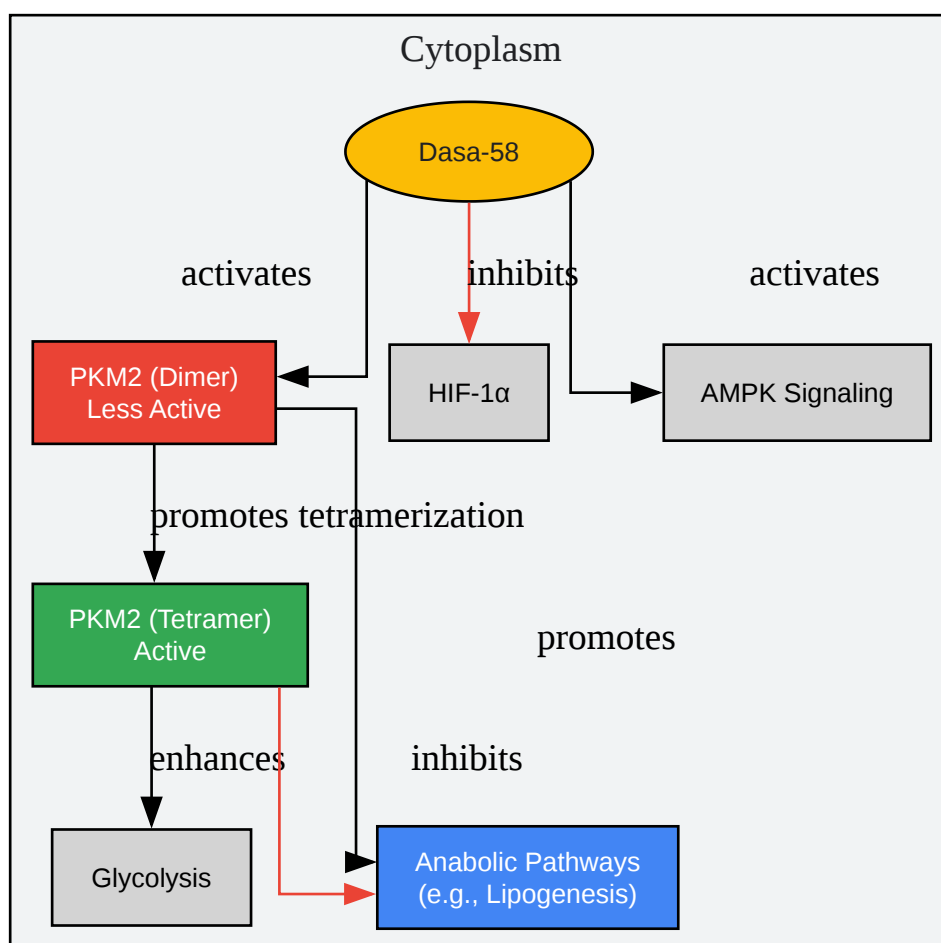 Cytoplasm
Dasa-58
activates
inhibits
activates
PKM2 (Dimer)
Less Active
HIF-1α
AMPK Signaling
promotes tetramerization
PKM2 (Tetramer)
Active
promotes
enhances
inhibits
Glycolysis
Anabolic Pathways
(e.g., Lipogenesis)